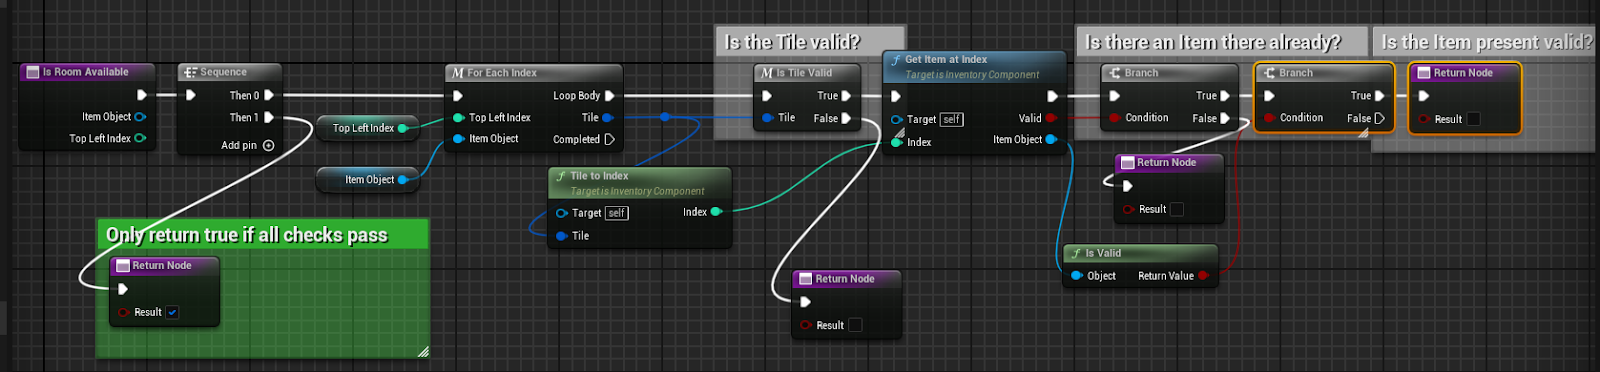 Is the Tile valid?
Is there an Item there already?
Is the Item present valid?
Is Room Available
Item Object
Top Left Index
Sequence
Then 0
Then 1
Add pin
Top Left Index
Item Object
For Each Index
Loop Body
Top Left Index
Tile
Item Object
Completed
Tile to Index
Target is Inventory Component
Target self
Index
Tile
Is Tile Valid
True
Tile
False
Get Item at Index
Target is Inventory Component
Target self
Valid
Index
Item Object
Branch
True
Condition
False
Branch
True
Condition
False
Return Node
Result
Return Node
Result
Is Valid
Object
Return Value
Return Node
Result
Only return true if all checks pass
Return Node
Result